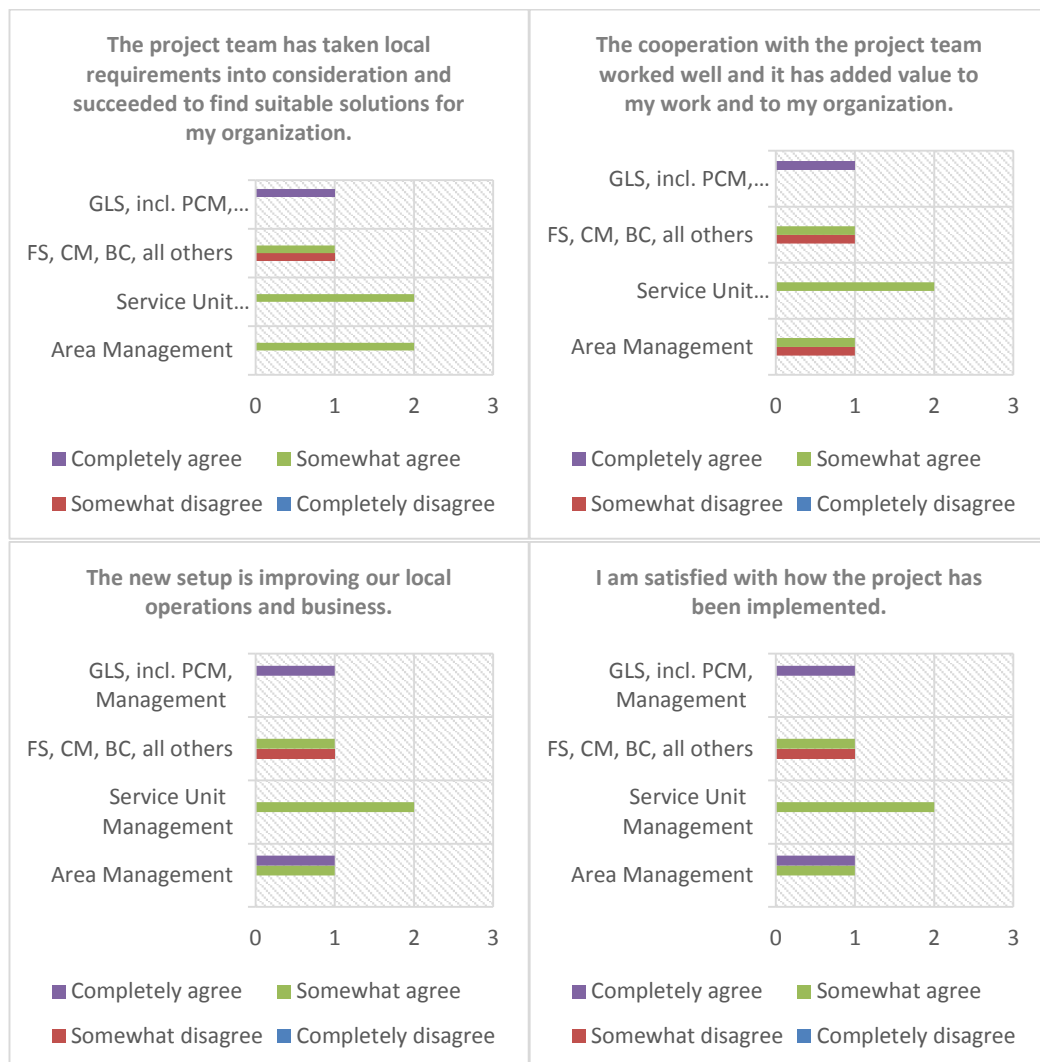 The project team has taken local
requirements into consideration and
succeeded to find suitable solutions for
my organization.
GLS, incl. PCM,...
FS, CM, BC, all others
Service Unit...
Area Management
0 1 2 3
Completely agree Somewhat agree
Somewhat disagree Completely disagree
The cooperation with the project team
worked well and it has added value to
my work and to my organization.
GLS, incl. PCM,...
FS, CM, BC, all others
Service Unit...
Area Management
0 1 2 3
Completely agree Somewhat agree
Somewhat disagree Completely disagree
The new setup is improving our local
operations and business.
GLS, incl. PCM,
Management
FS, CM, BC, all others
Service Unit
Management
Area Management
0 1 2 3
Completely agree Somewhat agree
Somewhat disagree Completely disagree
I am satisfied with how the project has
been implemented.
GLS, incl. PCM,
Management
FS, CM, BC, all others
Service Unit
Management
Area Management
0 1 2 3
Completely agree Somewhat agree
Somewhat disagree Completely disagree